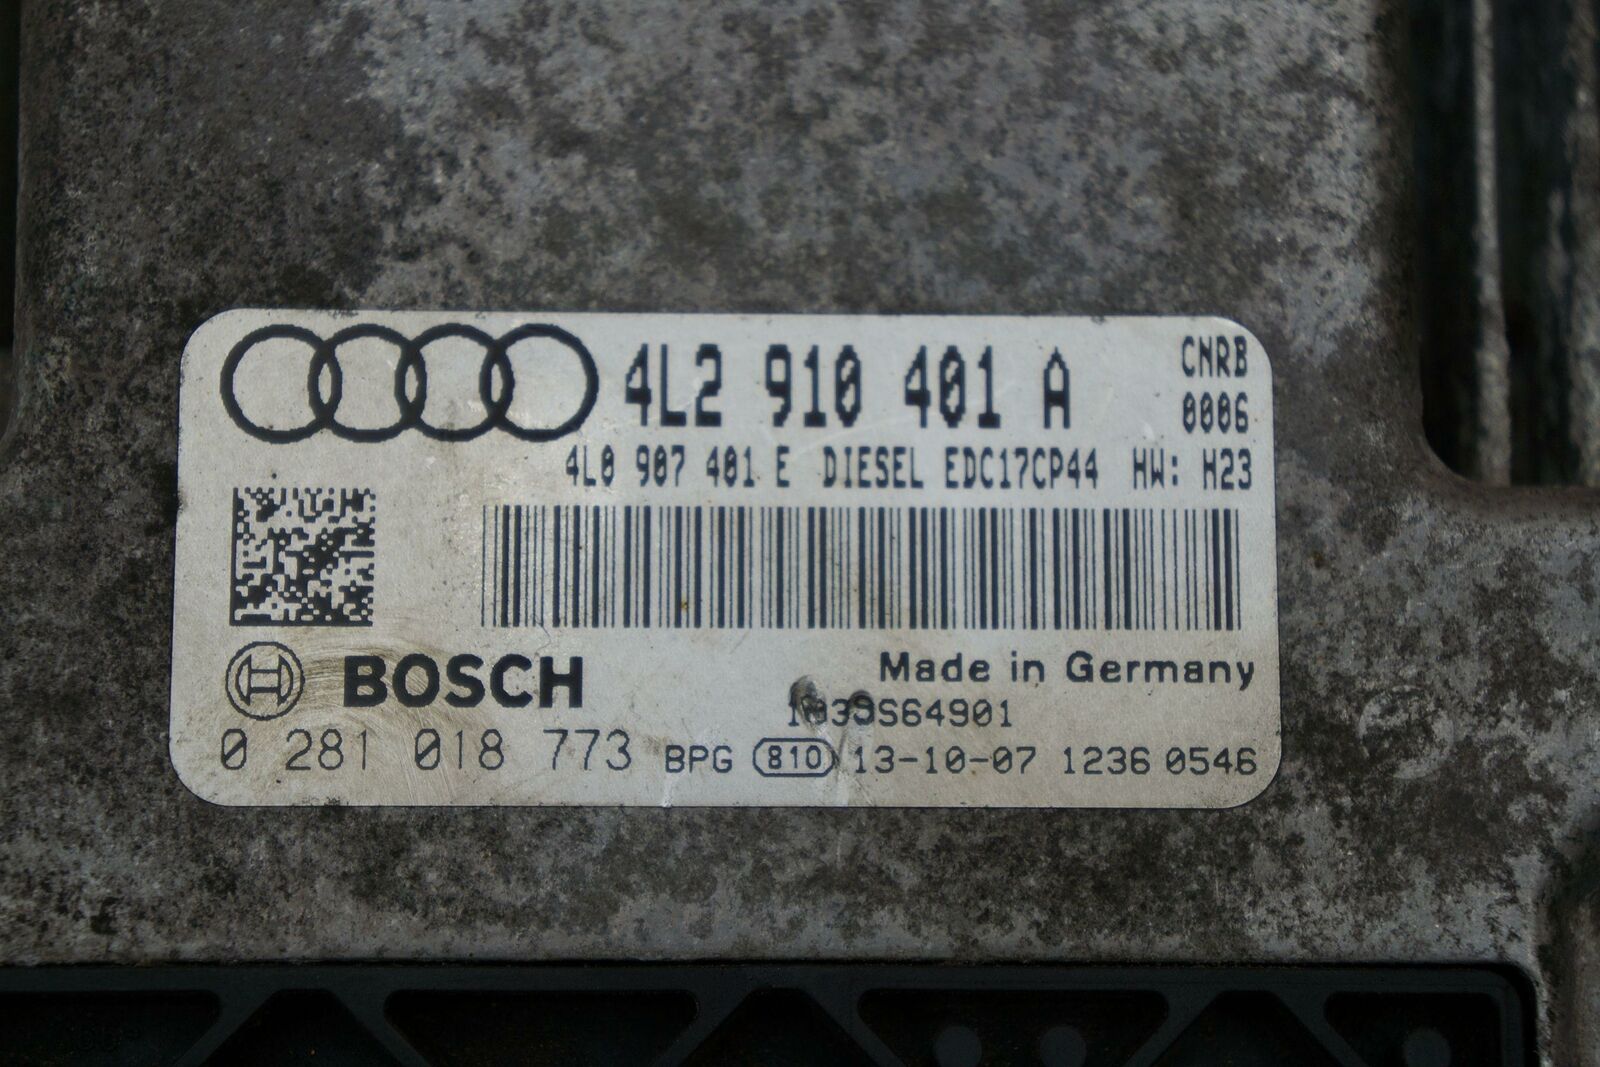 4L2 910 401 A
CNRB
0006
4L0 907 401 E DIESEL EDC17CP44 HW: H23
BOSCH
Made in Germany
1039S64901
0 281 018 773 BPG 810 13-10-07 1236 0546